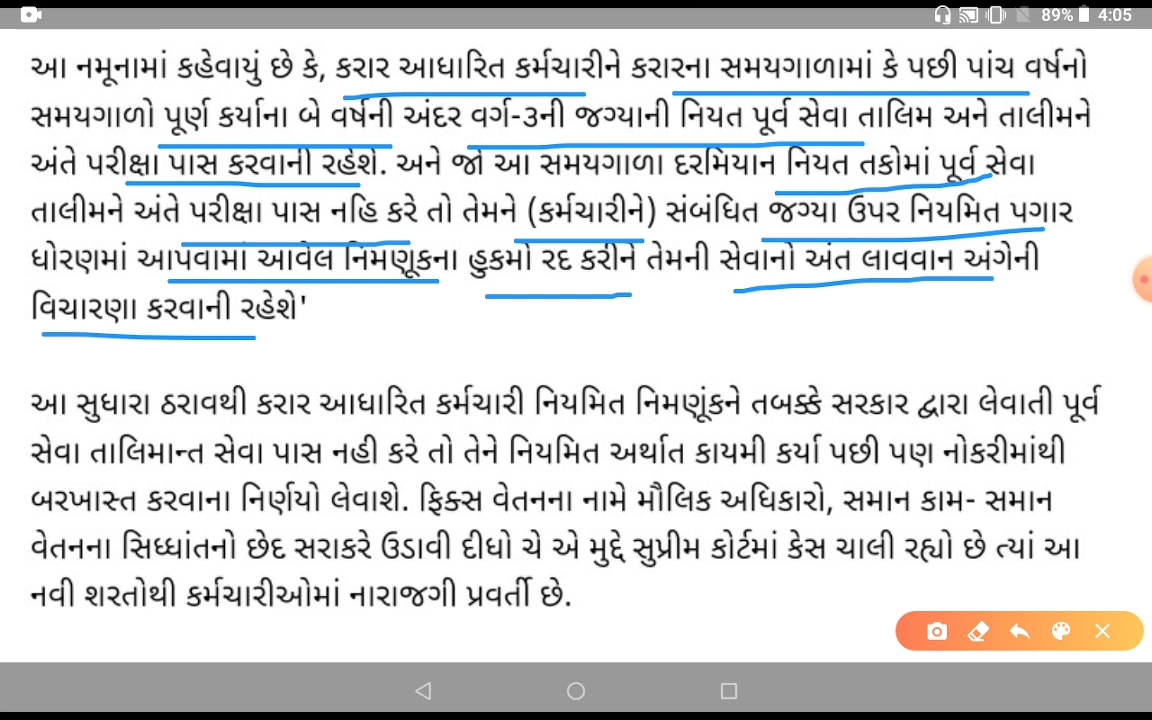 89% 4:05
આ નમૂનામાં કહેવાયું છે કે, કરાર આધારિત કર્મચારીને કરારના સમયગાળામાં કે પછી પાંચ વર્ષનો
સમયગાળો પૂર્ણ કર્યાના બે વર્ષની અંદર વર્ગ-૩ની જગ્યાની નિયત પૂર્વ સેવા તાલિમ અને તાલીમને
અંતે પરીક્ષા પાસ કરવાની રહેશે. અને જો આ સમયગાળા દરમિયાન નિયત તકોમાં પૂર્વ સેવા
તાલીમને અંતે પરીક્ષા પાસ નહિ કરે તો તેમને (કર્મચારીને) સંબંધિત જગ્યા ઉપર નિયમિત પગાર
ધોરણમાં આપવામાં આવેલ નિમણૂકના હુકમો રદ કરીને તેમની સેવાનો અંત લાવવાન અંગેની
વિચારણા કરવાની રહેશે'
આ સુધારા ઠરાવથી કરાર આધારિત કર્મચારી નિયમિત નિમણૂંકને તબક્કે સરકાર દ્વારા લેવાતી પૂર્વ
સેવા તાલિમાન્ત સેવા પાસ નહી કરે તો તેને નિયમિત અર્થાત કાયમી કર્યા પછી પણ નોકરીમાંથી
બરખાસ્ત કરવાના નિર્ણયો લેવાશે. ફિક્સ વેતનના નામે મૌલિક અધિકારો, સમાન કામ- સમાન
વેતનના સિધ્ધાંતનો છેદ સરાકરે ઉડાવી દીધો ચે એ મુદ્દે સુપ્રીમ કોર્ટમાં કેસ ચાલી રહ્યો છે ત્યાં આ
નવી શરતોથી કર્મચારીઓમાં નારાજગી પ્રવર્તી છે.